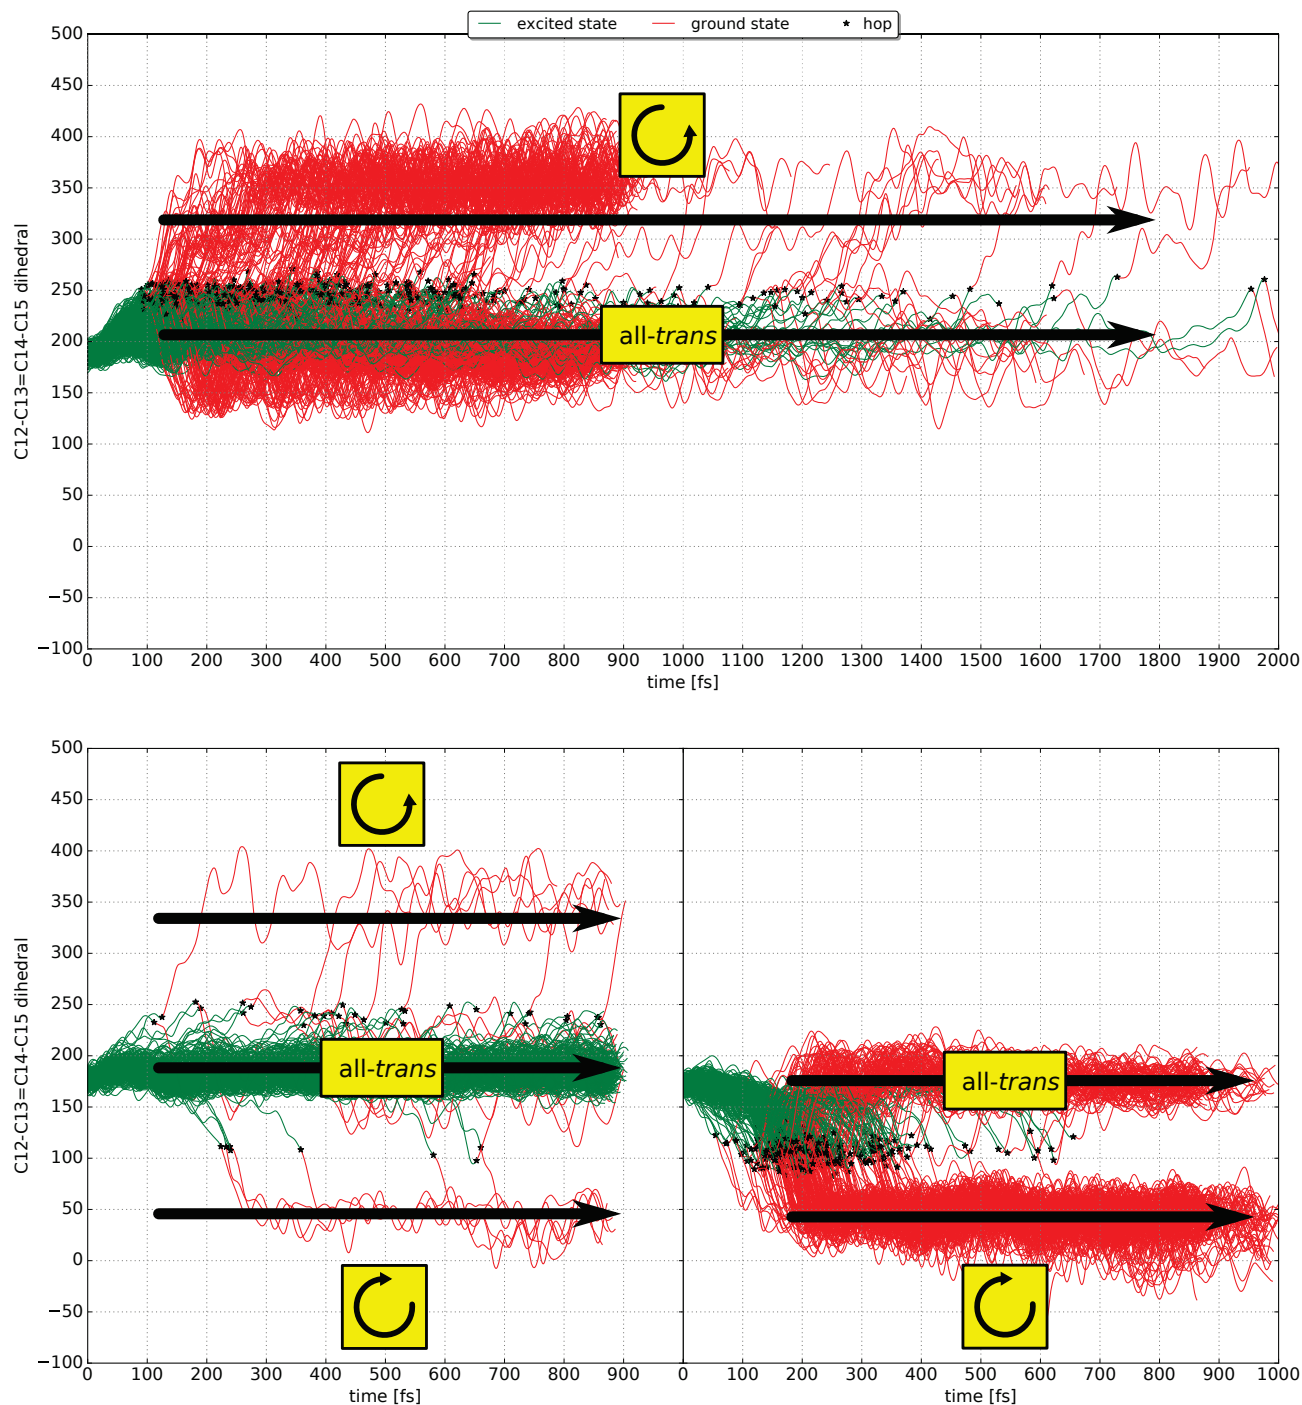 excited state ground state hop
500
450
400
350
300
250
200
150
100
50
0
−50
−100
C12-C13=C14-C15 dihedral
all-trans
0 100 200 300 400 500 600 700 800 900 1000 1100 1200 1300 1400 1500 1600 1700 1800 1900 2000
time [fs]
500
450
400
350
300
250
200
150
100
50
0
−50
−100
C12-C13=C14-C15 dihedral
all-trans
all-trans
0 100 200 300 400 500 600 700 800 900 0 100 200 300 400 500 600 700 800 900 1000
time [fs] time [fs]